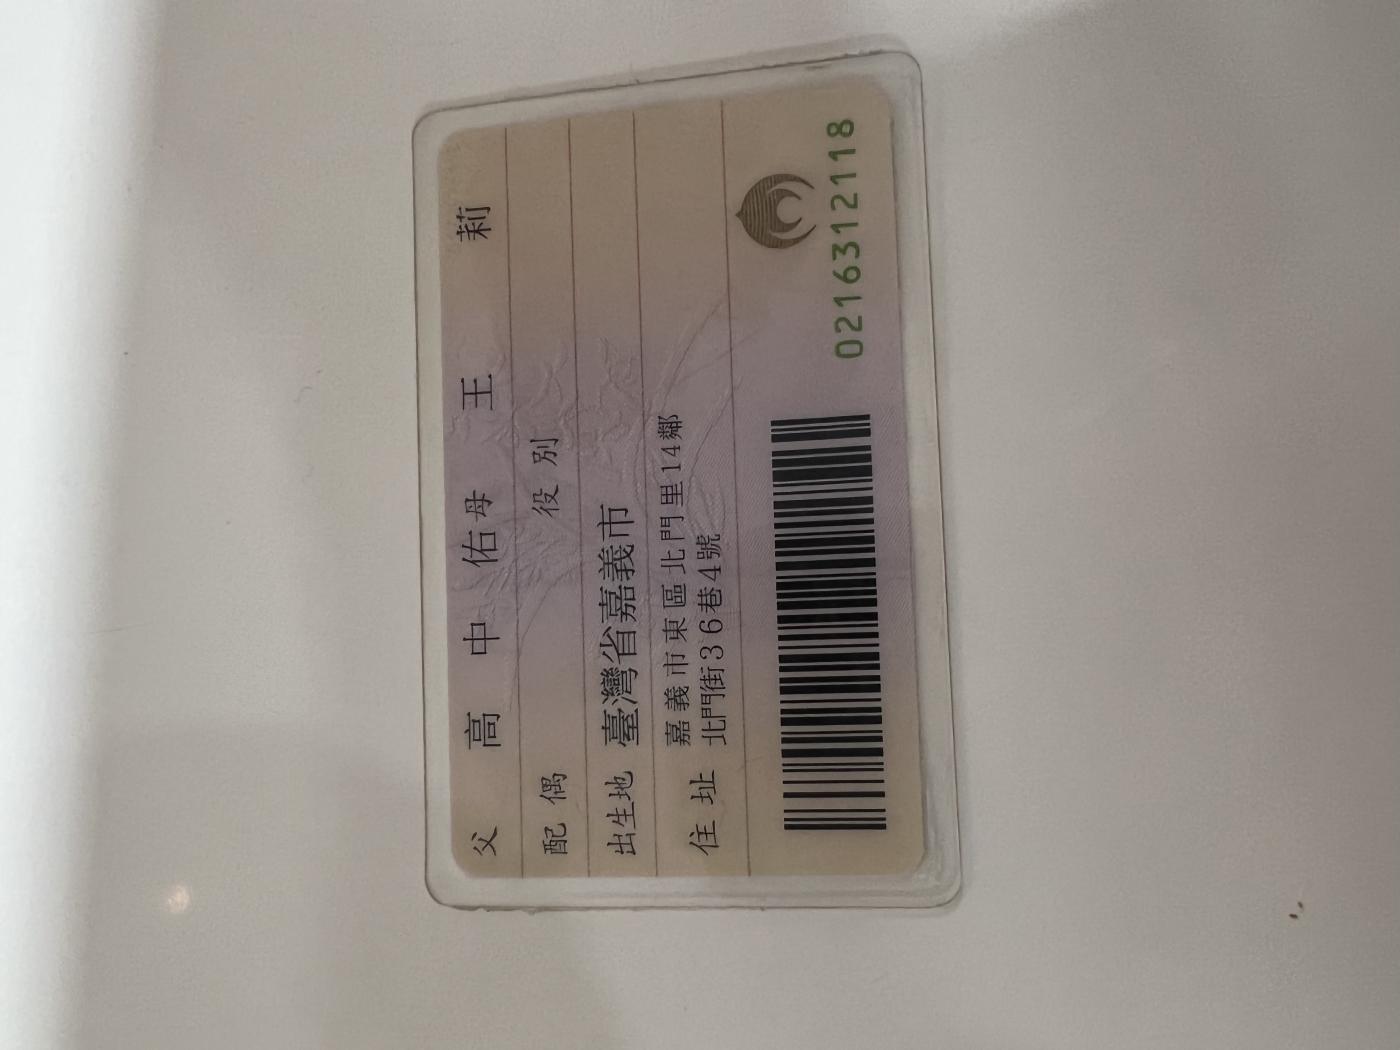 父 高中佑 母 王莉
配偶 役別
出生地 臺灣省嘉義市
住址 嘉義市東區北門里14鄰
北門街36巷4號
0216312118